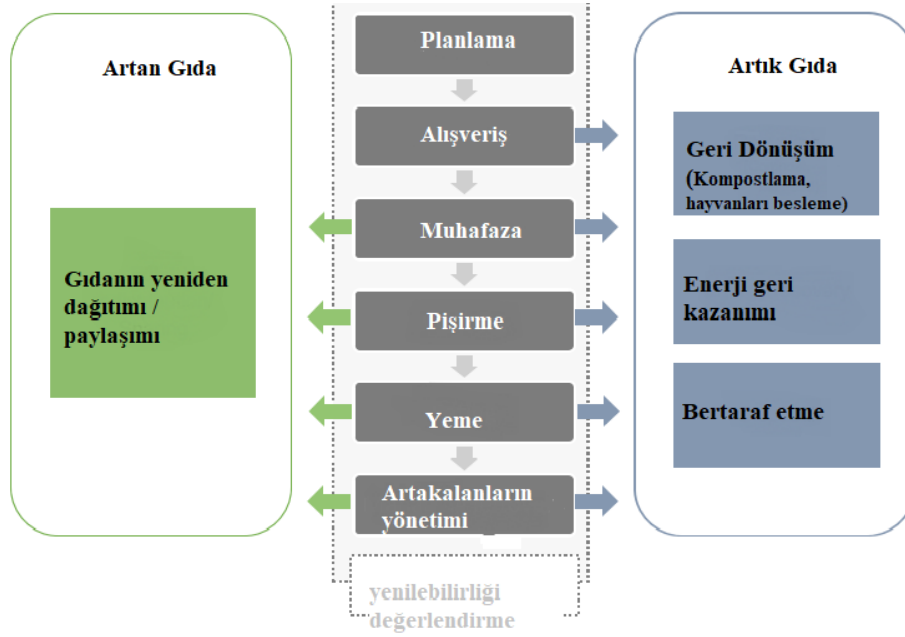 Artan Gıda
Gıdanın yeniden
dağıtımı /
paylaşımı
Planlama
Alışveriş
Muhafaza
Pişirme
Yeme
Artakalanların
yönetimi
yenilebilirliği
değerlendirme
Artık Gıda
Geri Dönüşüm
(Kompostlama,
hayvanları besleme)
Enerji geri
kazanımı
Bertaraf etme